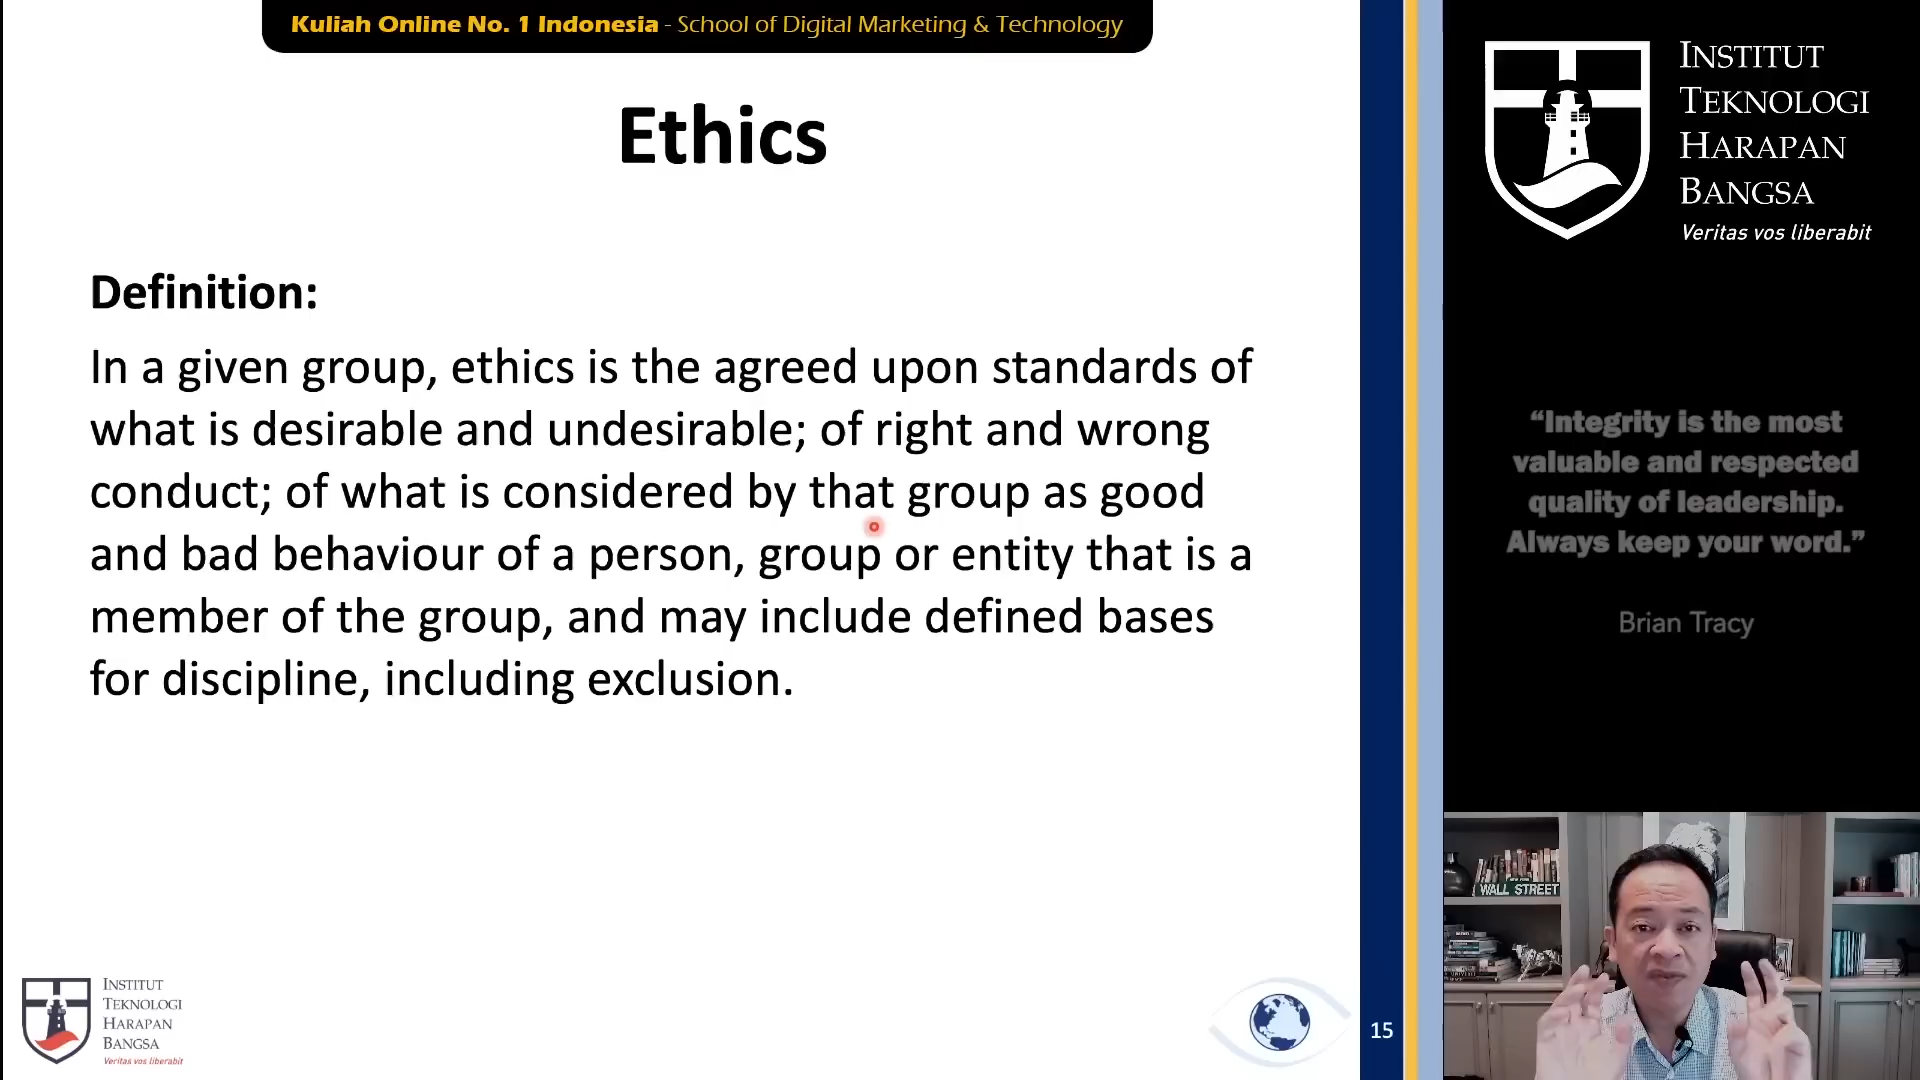 Kuliah Online No. 1 Indonesia - School of Digital Marketing & Technology
Ethics
Definition:
In a given group, ethics is the agreed upon standards of
what is desirable and undesirable; of right and wrong
conduct; of what is considered by that group as good
and bad behaviour of a person, group or entity that is a
member of the group, and may include defined bases
for discipline, including exclusion.
INSTITUT
TEKNOLOGI
HARAPAN
BANGSA
Veritas vos liberabit
15
INSTITUT
TEKNOLOGI
HARAPAN
BANGSA
Veritas vos liberabit
“Integrity is the most
valuable and respected
quality of leadership.
Always keep your word.”
Brian Tracy
WALL STREET